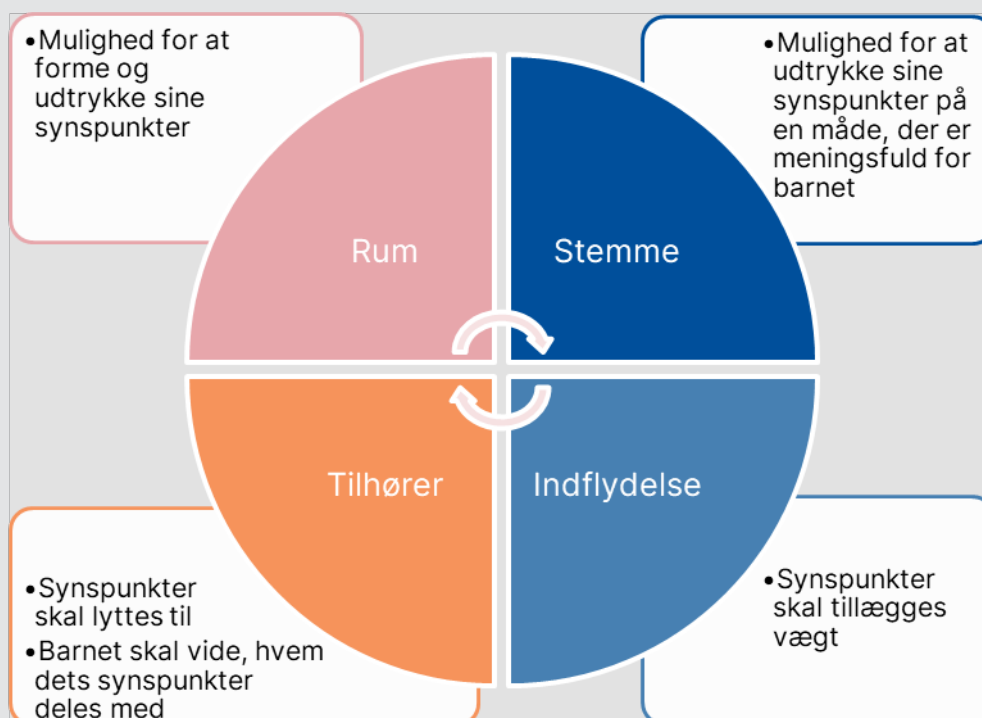 •Mulighed for at
forme og
udtrykke sine
synspunkter
•Mulighed for at
udtrykke sine
synspunkter på
en måde, der er
meningsfuld for
barnet
Rum
Stemme
Tilhører
Indflydelse
•Synspunkter
skal lyttes til
•Barnet skal vide, hvem
dets synspunkter
deles med
•Synspunkter
skal tillægges
vægt